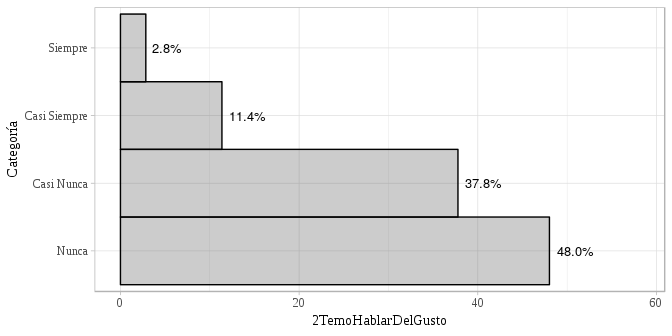 Siempre
2.8%
Casi Siempre
11.4%
Casi Nunca
37.8%
Nunca
48.0%
Categoría
0 20 40 60
2TemoHablarDelGusto